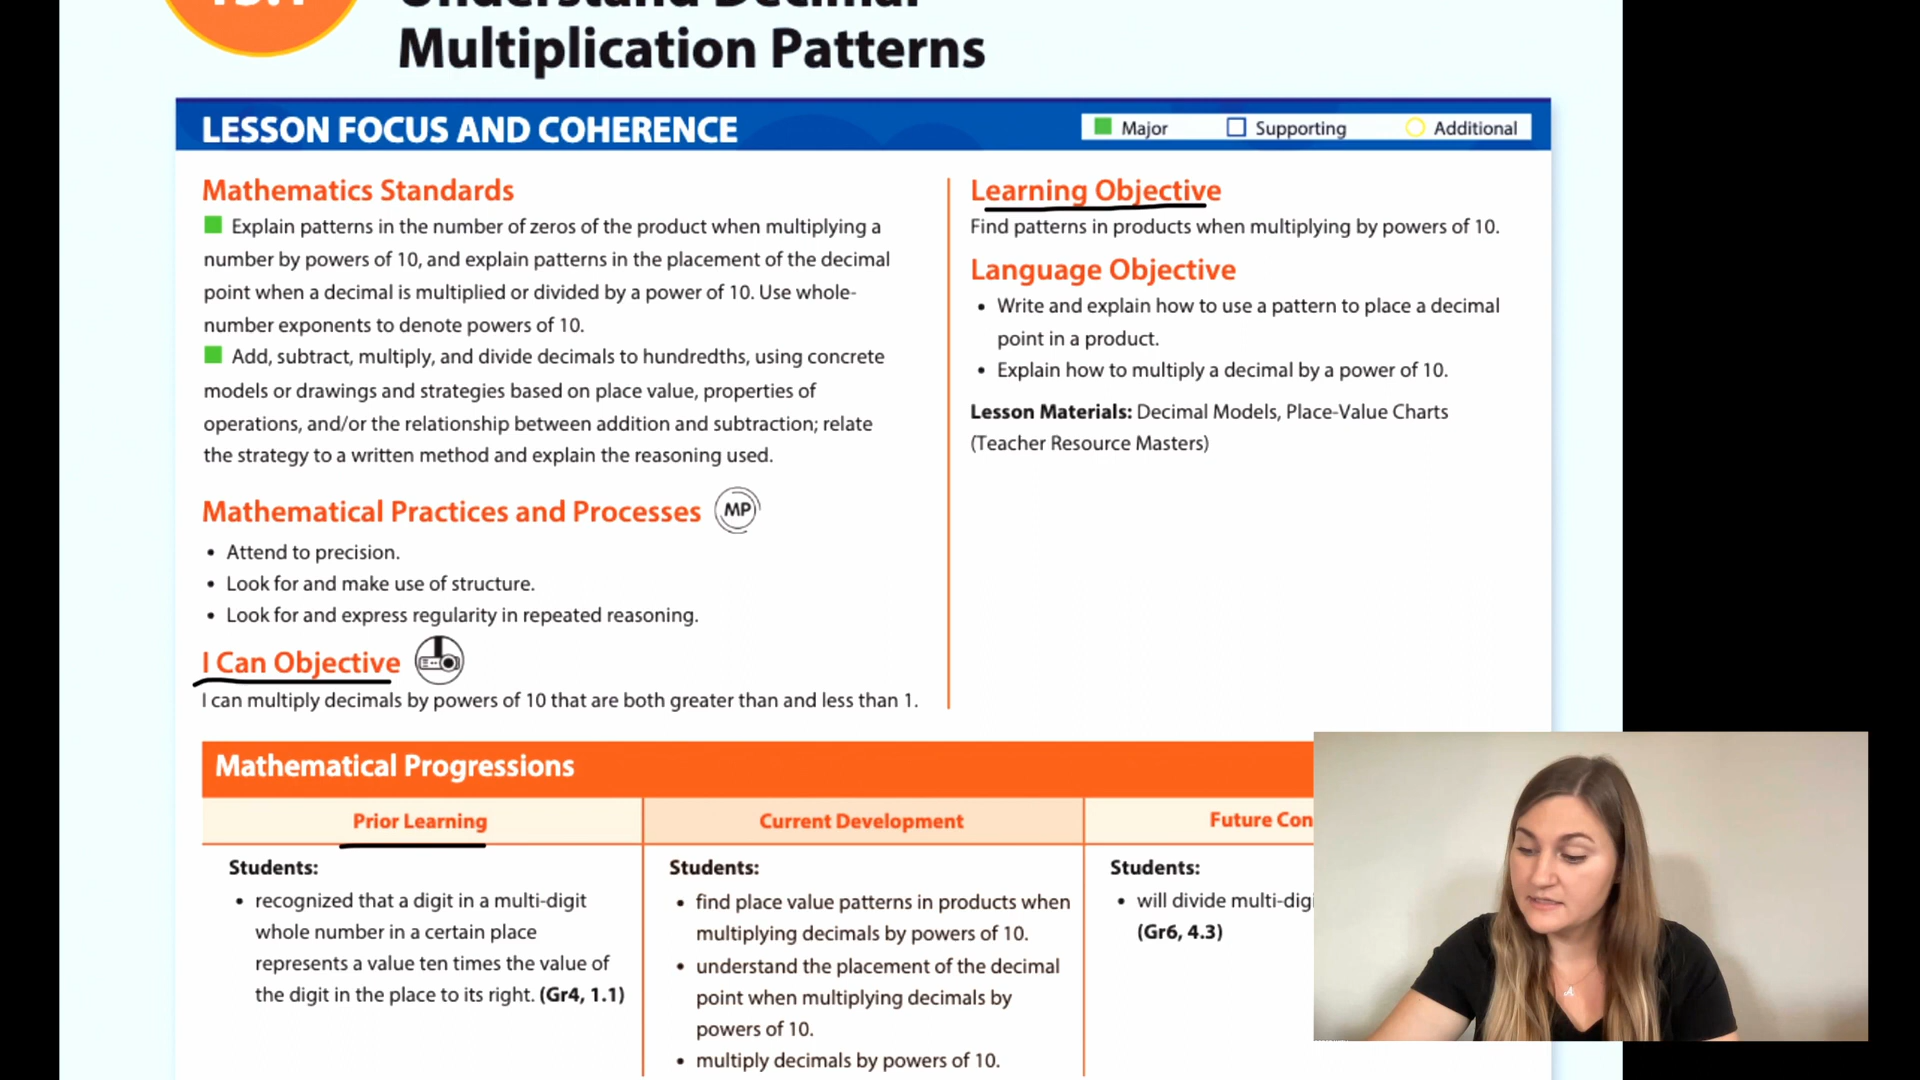 Understand Decimal
Multiplication Patterns
LESSON FOCUS AND COHERENCE
Major Supporting Additional
Mathematics Standards
Explain patterns in the number of zeros of the product when multiplying a
number by powers of 10, and explain patterns in the placement of the decimal
point when a decimal is multiplied or divided by a power of 10. Use whole-
number exponents to denote powers of 10.
Add, subtract, multiply, and divide decimals to hundredths, using concrete
models or drawings and strategies based on place value, properties of
operations, and/or the relationship between addition and subtraction; relate
the strategy to a written method and explain the reasoning used.
Mathematical Practices and Processes MP
• Attend to precision.
• Look for and make use of structure.
• Look for and express regularity in repeated reasoning.
I Can Objective
I can multiply decimals by powers of 10 that are both greater than and less than 1.
Learning Objective
Find patterns in products when multiplying by powers of 10.
Language Objective
• Write and explain how to use a pattern to place a decimal
point in a product.
• Explain how to multiply a decimal by a power of 10.
Lesson Materials: Decimal Models, Place-Value Charts
(Teacher Resource Masters)
Mathematical Progressions
Prior Learning
Students:
• recognized that a digit in a multi-digit
whole number in a certain place
represents a value ten times the value of
the digit in the place to its right. (Gr4, 1.1)
Current Development
Students:
• find place value patterns in products when
multiplying decimals by powers of 10.
• understand the placement of the decimal
point when multiplying decimals by
powers of 10.
• multiply decimals by powers of 10.
Future Con
Students:
• will divide multi-digi
(Gr6, 4.3)